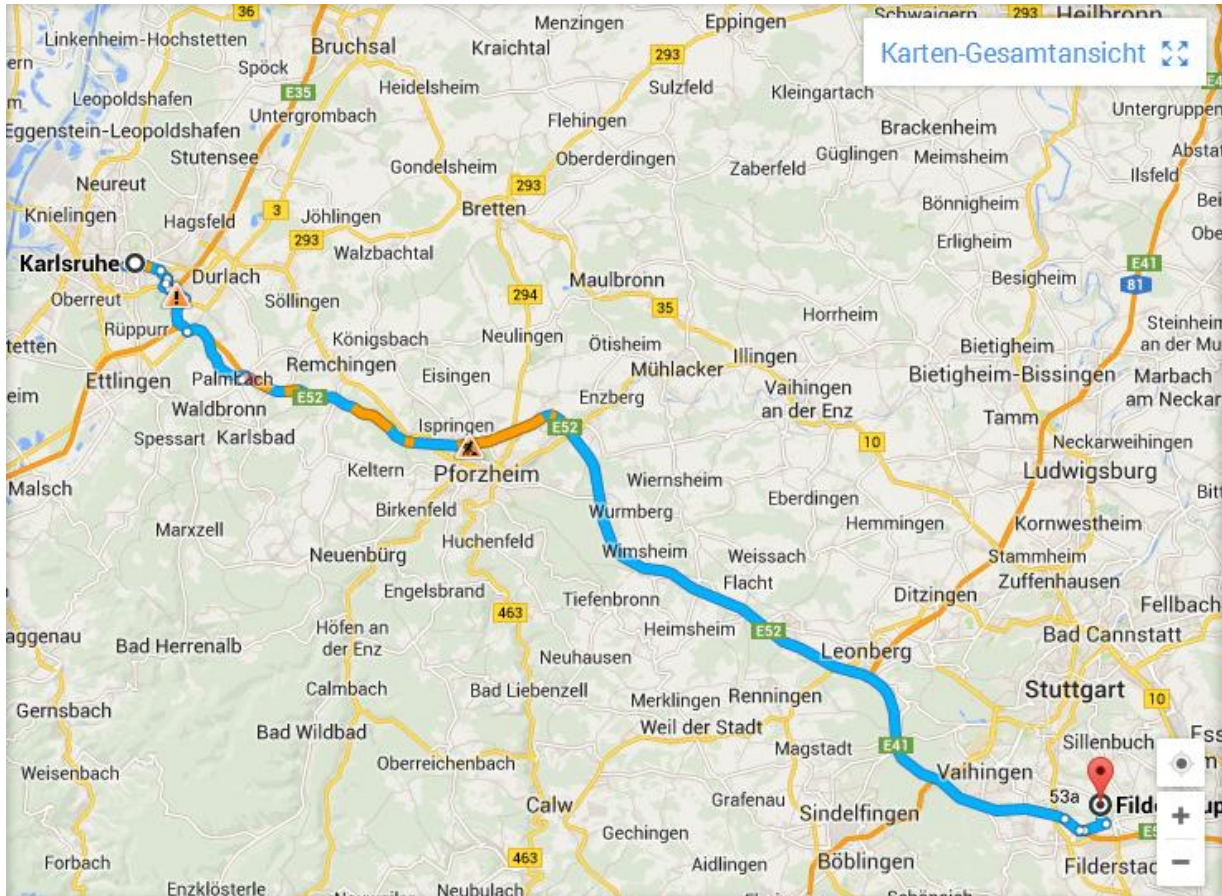 36
Menzingen
Eppingen
Schwaigern
293
Heilbronn
Linkenheim-Hochstetten
Bruchsal
Kraichtal
293
Karten-Gesamtansicht
Spöck
Leopoldshafen
E35
Heidelsheim
Sulzfeld
Kleingartach
Untergrombach
Untergruppen
Eggenstein-Leopoldshafen
Flehingen
Brackenheim
Stutensee
Gondelsheim
Oberderdingen
Zaberfeld
Güglingen
Meimsheim
Neureut
293
Ilsfeld
Knielingen
Hagsfeld
3
Jöhlingen
Bretten
Bönnigheim
293
Walzbachtal
Erligheim
Karlsruhe
Durlach
Maulbronn
Besigheim
E41
81
Oberreut
Söllingen
294
35
Horrheim
Steinheim
an der Mu
Rüppurr
Königsbach
Neulingen
Ötisheim
Illingen
Bietigheim
Ettlingen
Palmbach
Remchingen
Eisingen
Mühlacker
Bietigheim-Bissingen
Marbach
am Neckar
Waldbronn
E52
Enzberg
Vaihingen
an der Enz
Tamm
Spessart
Karlsbad
Ispringen
E52
10
Neckarweihingen
Malsch
Keltern
Pforzheim
Wiernsheim
Ludwigsburg
Marxzell
Birkenfeld
Wurmberg
Eberdingen
Hemmingen
Kornwestheim
Neuenbürg
Huchenfeld
Wimsheim
Weissach
Stammheim
Engelsbrand
463
Tiefenbronn
Flacht
Ditzingen
Zuffenhausen
Fellbach
aggenau
Bad Herrenalb
Höfen an
der Enz
Heimsheim
E52
Leonberg
Bad Cannstatt
Neuhausen
Calmbach
Bad Liebenzell
Merklingen
Renningen
Stuttgart
10
Gernsbach
Bad Wildbad
Weil der Stadt
Magstadt
E41
Sillenbuch
Weisenbach
Oberreichenbach
Vaihingen
Grafenau
53a
Calw
Sindelfingen
Gechingen
Forbach
463
Aidlingen
Böblingen
Enzklösterle
Neubulach